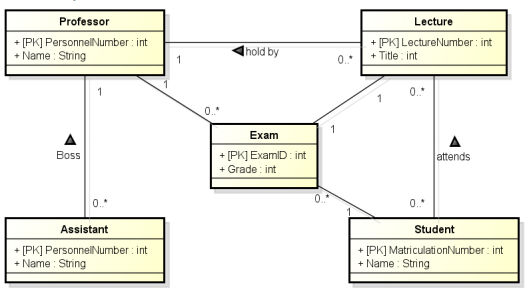 Professor
+ [PK] PersonnelNumber : int
+ Name : String
Lecture
+ [PK] LectureNumber : int
+ Title : int
1
hold by
0..*
1
1
0..*
1
1
0..*
Exam
+ [PK] ExamID : int
+ Grade : int
Boss
attends
0..*
0..*
1
0..*
Assistant
+ [PK] PersonnelNumber : int
+ Name : String
Student
+ [PK] MatriculationNumber : int
+ Name : String